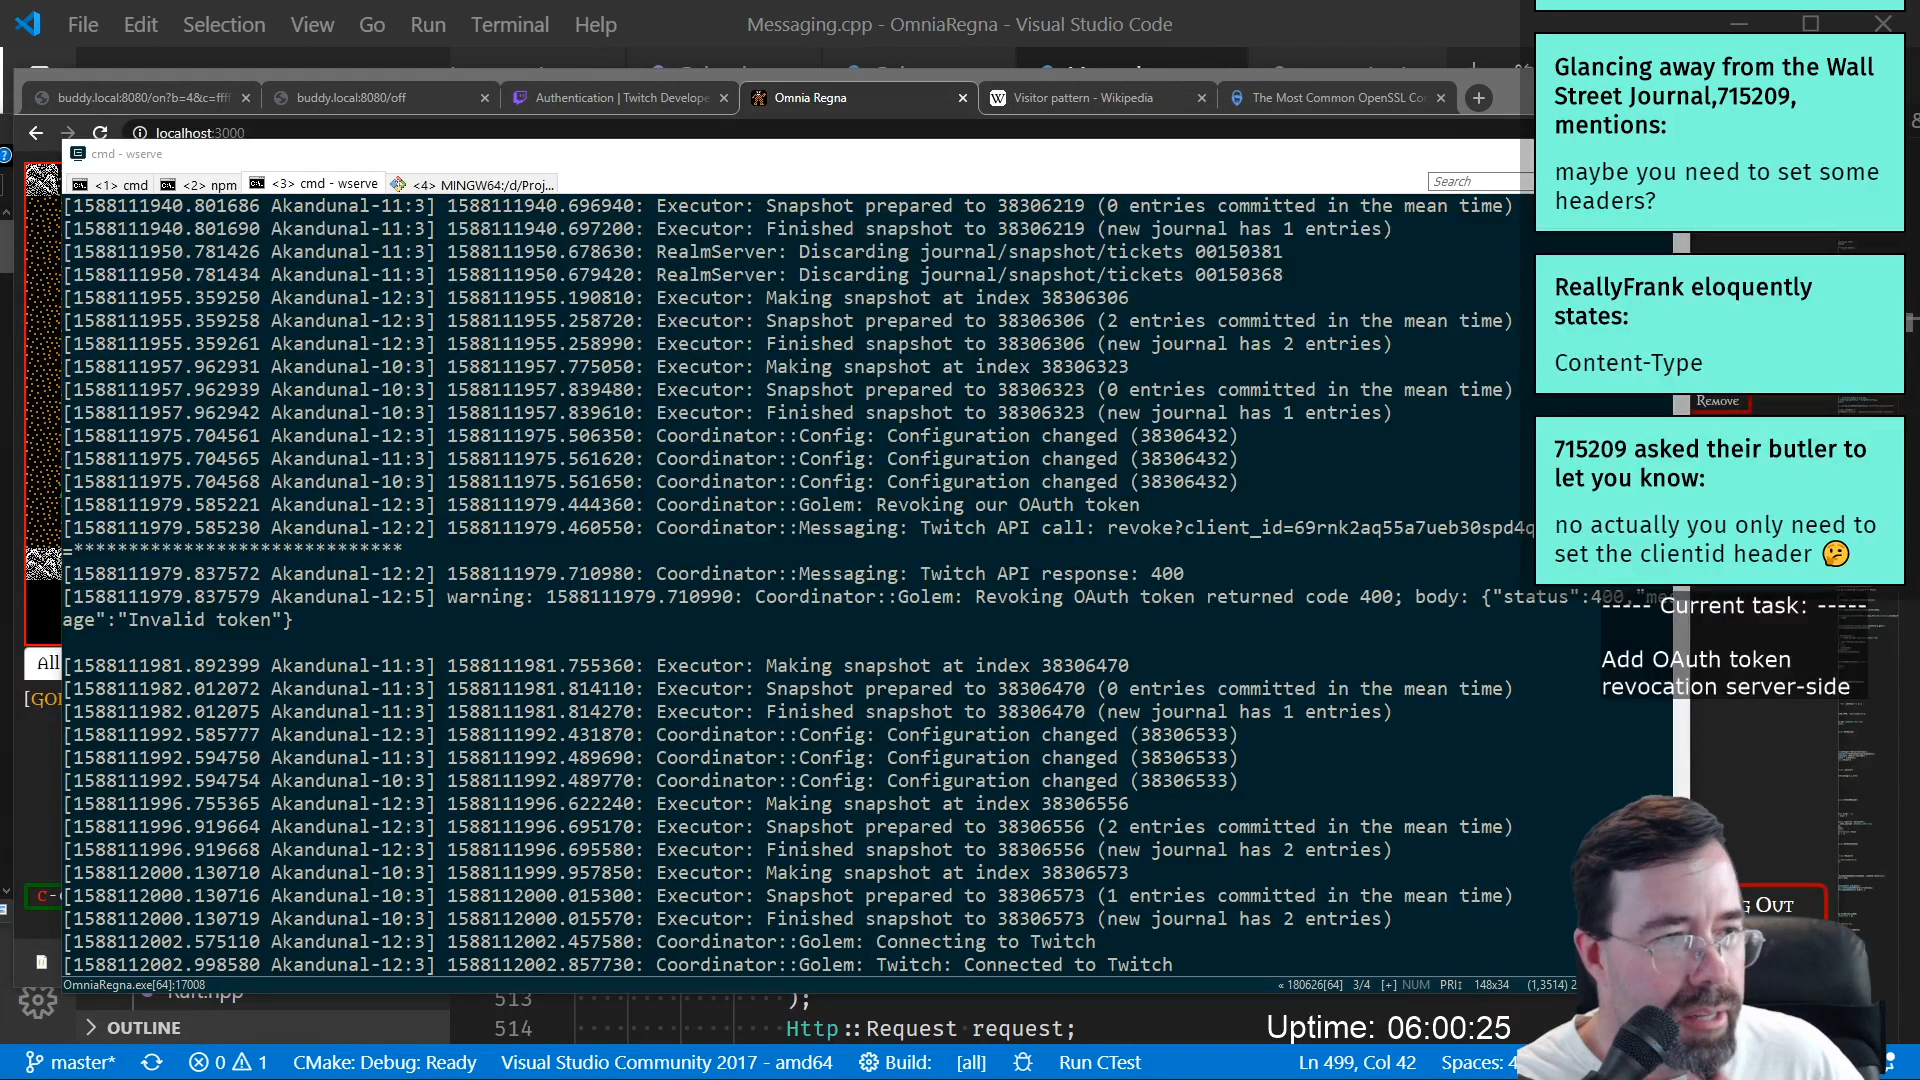 File Edit Selection View Go Run Terminal Help
Messaging.cpp - OmniaRegna - Visual Studio Code
buddy.local:8080/on?b=4&c=ffff
buddy.local:8080/off
Authentication | Twitch Develope
Omnia Regna
Visitor pattern - Wikipedia
The Most Common OpenSSL Co
localhost:3000
cmd - wserve
<1> cmd
<2> npm
<3> cmd - wserve
<4> MINGW64:/d/Proj...
Search
[1588111940.801686 Akandunal-11:3] 1588111940.696940: Executor: Snapshot prepared to 38306219 (0 entries committed in the mean time)
[1588111940.801690 Akandunal-11:3] 1588111940.697200: Executor: Finished snapshot to 38306219 (new journal has 1 entries)
[1588111950.781426 Akandunal-11:3] 1588111950.678630: RealmServer: Discarding journal/snapshot/tickets 00150381
[1588111950.781434 Akandunal-11:3] 1588111950.679420: RealmServer: Discarding journal/snapshot/tickets 00150368
[1588111955.359250 Akandunal-12:3] 1588111955.190810: Executor: Making snapshot at index 38306306
[1588111955.359258 Akandunal-12:3] 1588111955.258720: Executor: Snapshot prepared to 38306306 (2 entries committed in the mean time)
[1588111955.359261 Akandunal-12:3] 1588111955.258990: Executor: Finished snapshot to 38306306 (new journal has 2 entries)
[1588111957.962931 Akandunal-10:3] 1588111957.775050: Executor: Making snapshot at index 38306323
[1588111957.962939 Akandunal-10:3] 1588111957.839480: Executor: Snapshot prepared to 38306323 (0 entries committed in the mean time)
[1588111957.962942 Akandunal-10:3] 1588111957.839610: Executor: Finished snapshot to 38306323 (new journal has 1 entries)
[1588111975.704561 Akandunal-12:3] 1588111975.506350: Coordinator::Config: Configuration changed (38306432)
[1588111975.704565 Akandunal-11:3] 1588111975.561620: Coordinator::Config: Configuration changed (38306432)
[1588111975.704568 Akandunal-10:3] 1588111975.561650: Coordinator::Config: Configuration changed (38306432)
[1588111979.585221 Akandunal-12:3] 1588111979.444360: Coordinator::Golem: Revoking our OAuth token
[1588111979.585230 Akandunal-12:2] 1588111979.460550: Coordinator::Messaging: Twitch API call: revoke?client_id=69rnk2aq55a7ueb30spd4q
=******************************
[1588111979.837572 Akandunal-12:2] 1588111979.710980: Coordinator::Messaging: Twitch API response: 400
[1588111979.837579 Akandunal-12:5] warning: 1588111979.710990: Coordinator::Golem: Revoking OAuth token returned code 400; body: {"status":400,"mes
age":"Invalid token"}
[1588111981.892399 Akandunal-11:3] 1588111981.755360: Executor: Making snapshot at index 38306470
[1588111982.012072 Akandunal-11:3] 1588111981.814110: Executor: Snapshot prepared to 38306470 (0 entries committed in the mean time)
[1588111982.012075 Akandunal-11:3] 1588111981.814270: Executor: Finished snapshot to 38306470 (new journal has 1 entries)
[1588111992.585777 Akandunal-12:3] 1588111992.431870: Coordinator::Config: Configuration changed (38306533)
[1588111992.594750 Akandunal-11:3] 1588111992.489690: Coordinator::Config: Configuration changed (38306533)
[1588111992.594754 Akandunal-10:3] 1588111992.489770: Coordinator::Config: Configuration changed (38306533)
[1588111996.755365 Akandunal-12:3] 1588111996.622240: Executor: Making snapshot at index 38306556
[1588111996.919664 Akandunal-12:3] 1588111996.695170: Executor: Snapshot prepared to 38306556 (2 entries committed in the mean time)
[1588111996.919668 Akandunal-12:3] 1588111996.695580: Executor: Finished snapshot to 38306556 (new journal has 2 entries)
[1588112000.130710 Akandunal-10:3] 1588111999.957850: Executor: Making snapshot at index 38306573
[1588112000.130716 Akandunal-10:3] 1588112000.015300: Executor: Snapshot prepared to 38306573 (1 entries committed in the mean time)
[1588112000.130719 Akandunal-10:3] 1588112000.015570: Executor: Finished snapshot to 38306573 (new journal has 2 entries)
[1588112002.575110 Akandunal-12:3] 1588112002.457580: Coordinator::Golem: Connecting to Twitch
[1588112002.998580 Akandunal-12:3] 1588112002.857730: Coordinator::Golem: Twitch: Connected to Twitch
OmniaRegna.exe[64]:17008
« 180626[64] 3/4 [+] NUM PRI↕ 148x34 (1,3514) 2
All
[GOL
Glancing away from the Wall
Street Journal,715209,
mentions:
maybe you need to set some
headers?
ReallyFrank eloquently
states:
Content-Type
Remove
715209 asked their butler to
let you know:
no actually you only need to
set the clientid header 🤔
----- Current task: -----
Add OAuth token
revocation server-side
g Out
OUTLINE
513 );
514 Http::Request request;
Uptime: 06:00:25
master* 0 1 CMake: Debug: Ready Visual Studio Community 2017 - amd64 Build: [all] Run CTest Ln 499, Col 42 Spaces: 4